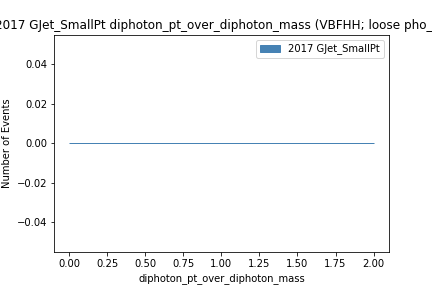 2017 GJet_SmallPt diphoton_pt_over_diphoton_mass (VBFHH; loose pho_
2017 GJet_SmallPt
0.04
0.02
0.00
−0.02
−0.04
Number of Events
0.00 0.25 0.50 0.75 1.00 1.25 1.50 1.75 2.00
diphoton_pt_over_diphoton_mass